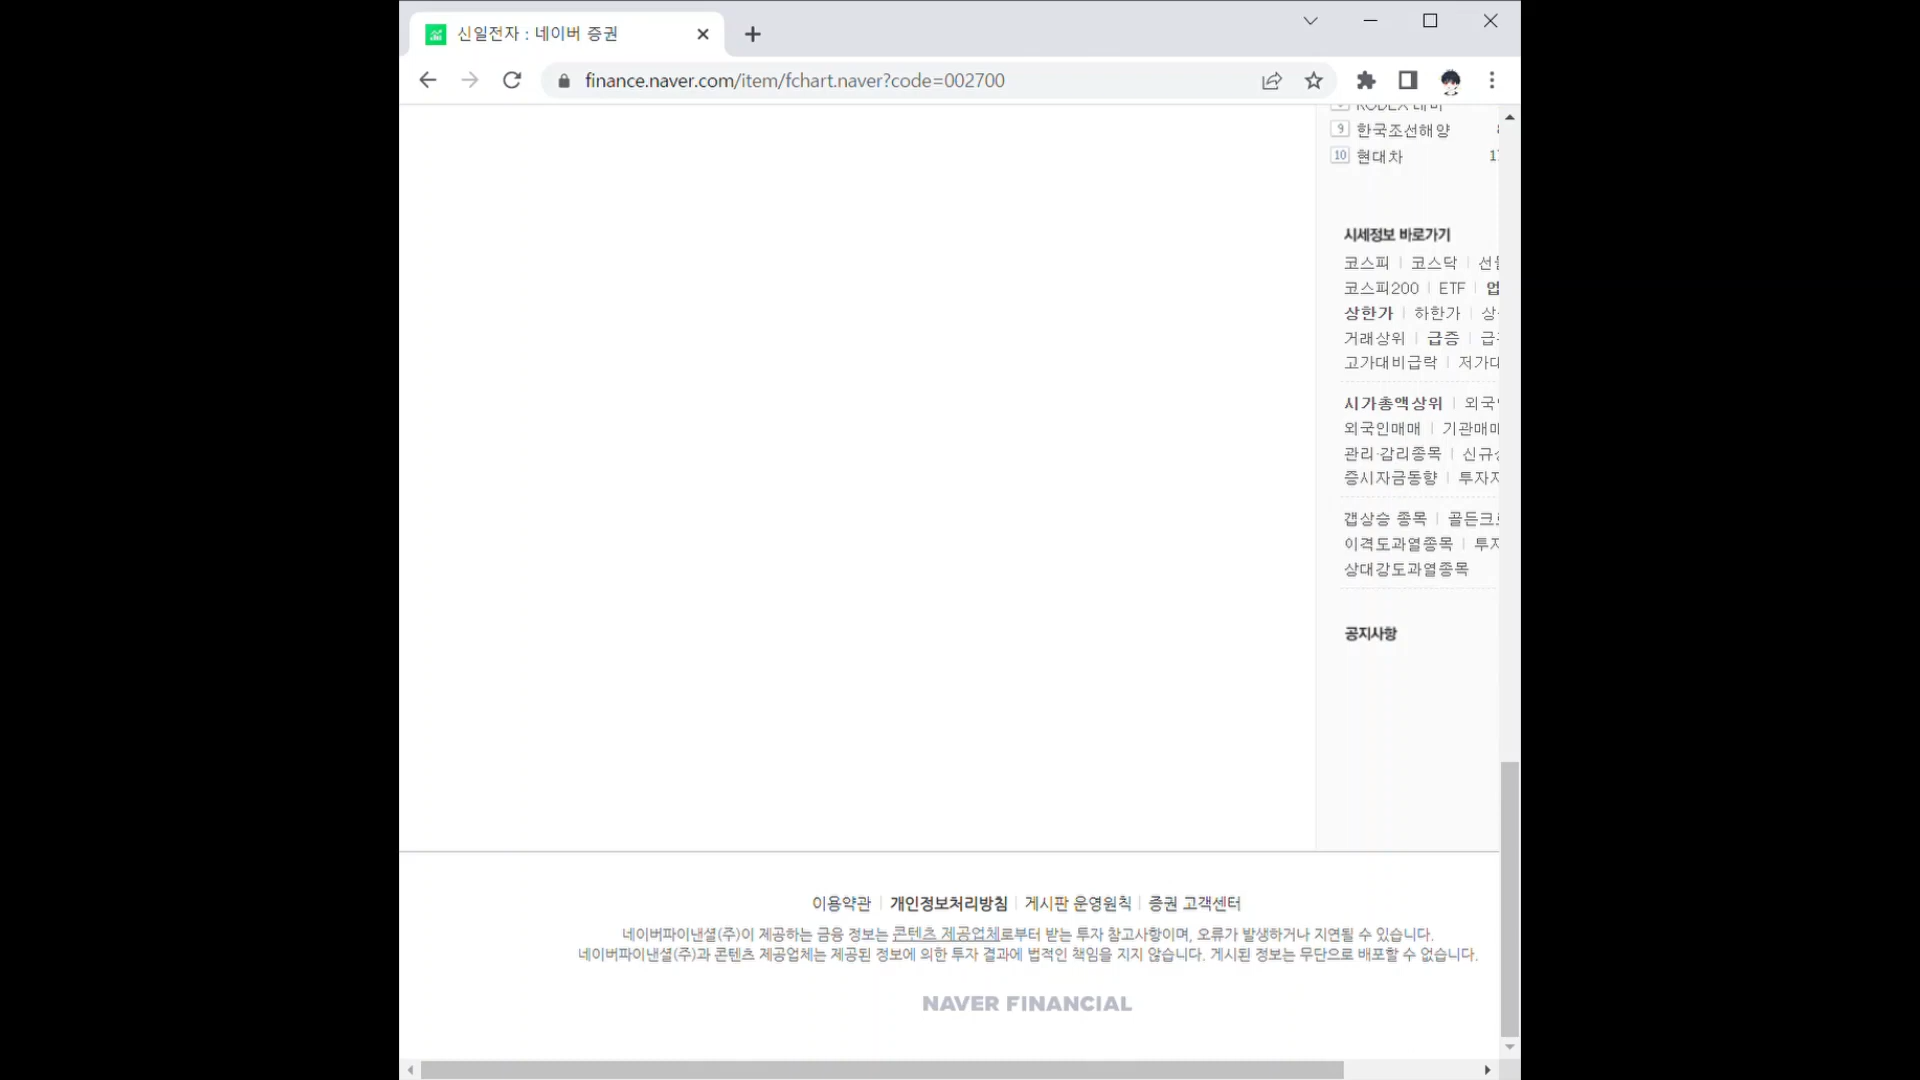 신일전자 : 네이버 증권
finance.naver.com/item/fchart.naver?code=002700
9 한국조선해양
10 현대차
시세정보 바로가기
코스피 | 코스닥 |
코스피200 | ETF |
상한가 | 하한가 |
거래상위 | 급증 |
고가대비급락 |
시가총액상위 |
외국인매매 |
관리·감리종목 |
증시자금동향 |
갭상승 종목 |
이격도과열종목 |
상대강도과열종목
공지사항
이용약관 | 개인정보처리방침 | 게시판 운영원칙 | 증권 고객센터
네이버파이낸셜(주)이 제공하는 금융 정보는 콘텐츠 제공업체로부터 받는 투자 참고사항이며, 오류가 발생하거나 지연될 수 있습니다.
네이버파이낸셜(주)과 콘텐츠 제공업체는 제공된 정보에 의한 투자 결과에 법적인 책임을 지지 않습니다. 게시된 정보는 무단으로 배포할 수 없습니다.
NAVER FINANCIAL